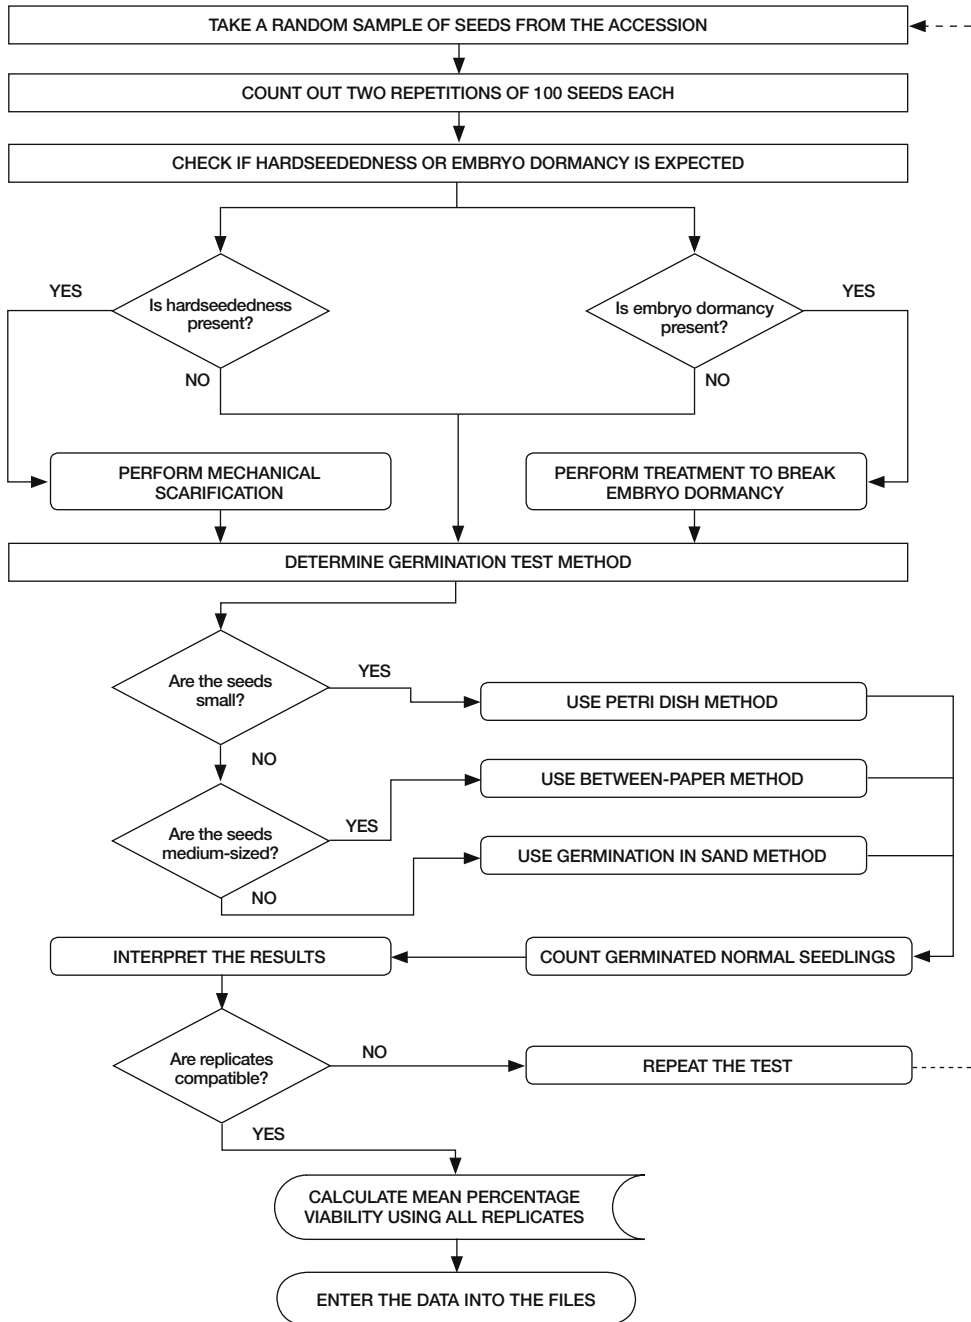 TAKE A RANDOM SAMPLE OF SEEDS FROM THE ACCESSION
COUNT OUT TWO REPETITIONS OF 100 SEEDS EACH
CHECK IF HARDSEEDEDNESS OR EMBRYO DORMANCY IS EXPECTED
YES
Is hardseededness
present?
NO
Is embryo dormancy
present?
YES
NO
PERFORM MECHANICAL
SCARIFICATION
PERFORM TREATMENT TO BREAK
EMBRYO DORMANCY
DETERMINE GERMINATION TEST METHOD
Are the seeds
small?
YES
USE PETRI DISH METHOD
NO
Are the seeds
medium-sized?
YES
USE BETWEEN-PAPER METHOD
NO
USE GERMINATION IN SAND METHOD
INTERPRET THE RESULTS
COUNT GERMINATED NORMAL SEEDLINGS
Are replicates
compatible?
NO
REPEAT THE TEST
YES
CALCULATE MEAN PERCENTAGE
VIABILITY USING ALL REPLICATES
ENTER THE DATA INTO THE FILES